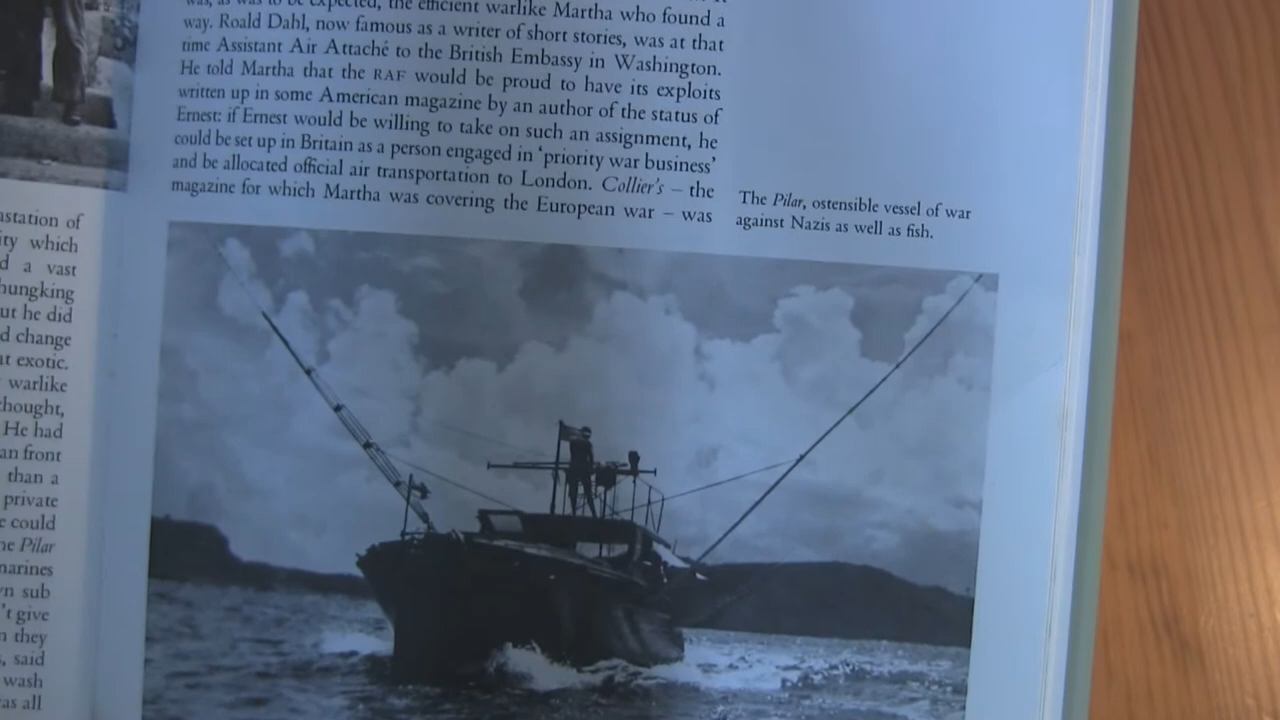 astation of
ity which
d a vast
hungking
ut he did
d change
at exotic.
warlike
thought,
He had
an front
than a
private
e could
he Pilar
marines
vn sub
't give
n they
, said
wash
as all
was, as was to be expected, the efficient warlike Martha who found a
way. Roald Dahl, now famous as a writer of short stories, was at that
time Assistant Air Attaché to the British Embassy in Washington.
He told Martha that the RAF would be proud to have its exploits
written up in some American magazine by an author of the status of
Ernest: if Ernest would be willing to take on such an assignment, he
could be set up in Britain as a person engaged in ‘priority war business’
and be allocated official air transportation to London. Collier's – the
magazine for which Martha was covering the European war – was
The Pilar, ostensible vessel of war
against Nazis as well as fish.